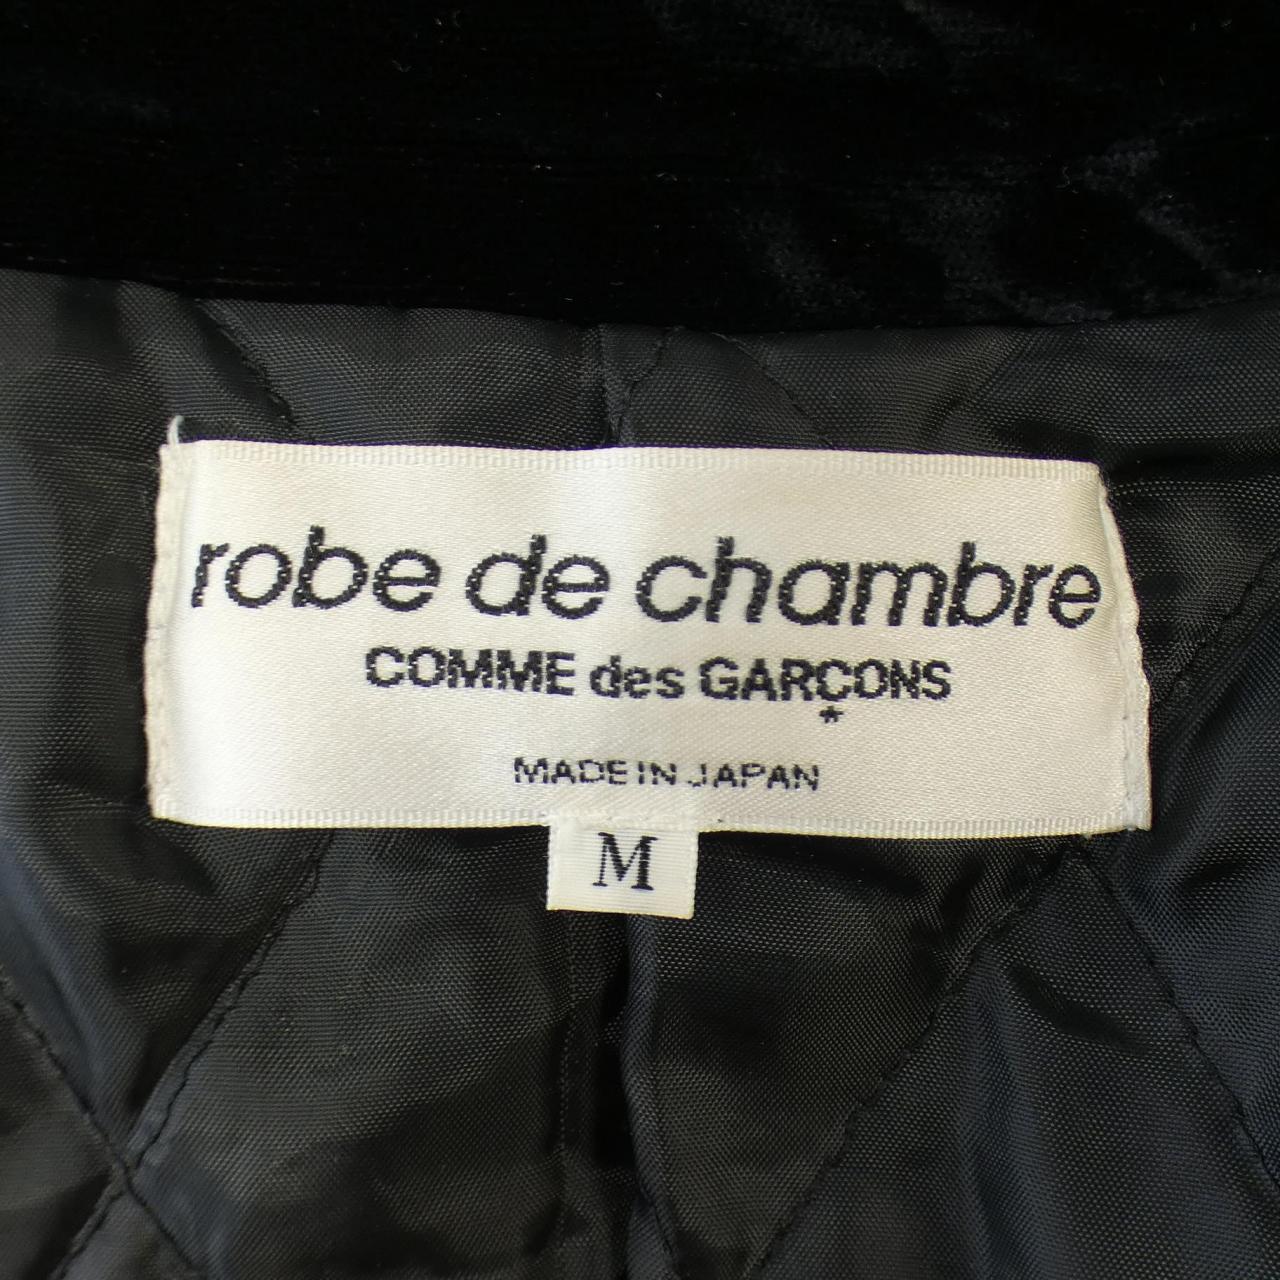 robe de chambre
COMME des GARÇONS
*
MADE IN JAPAN
M